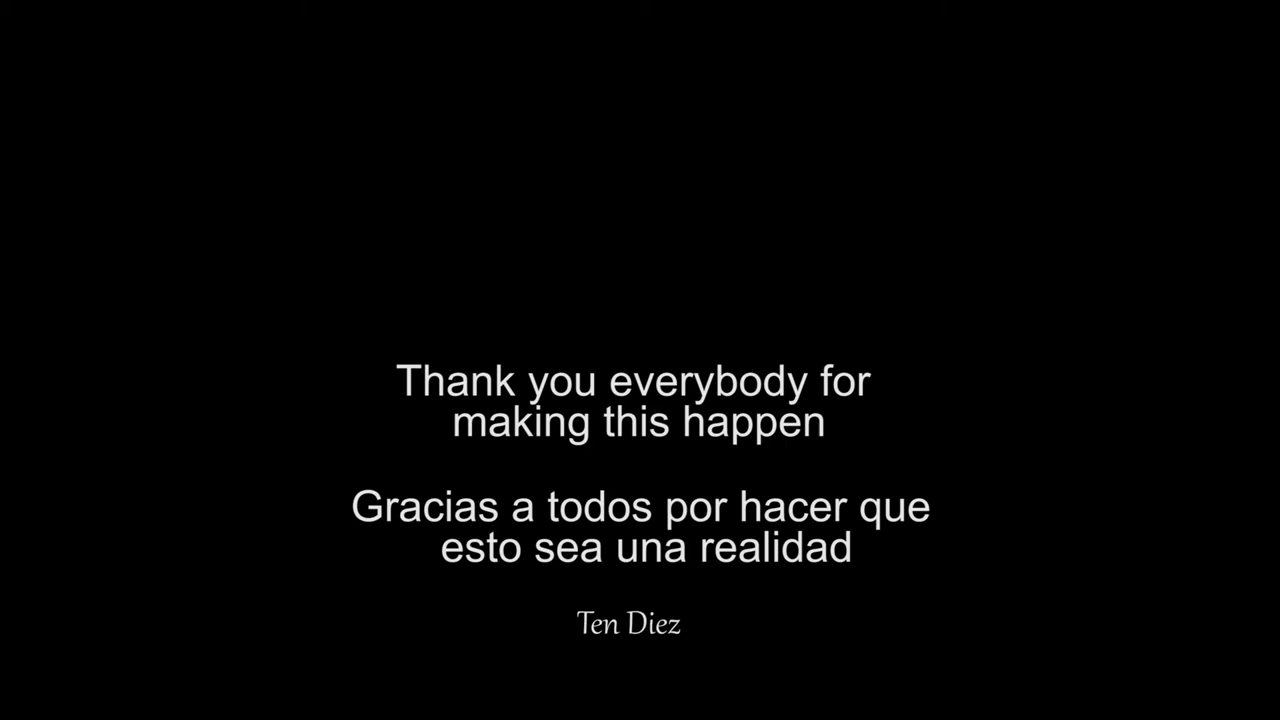 Thank you everybody for
making this happen
Gracias a todos por hacer que
esto sea una realidad
Ten Diez